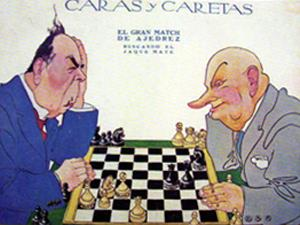 CARAS Y CARETAS
EL GRAN MATCH
DE AJEDREZ
BUSCANDO EL
JAQUE MATE